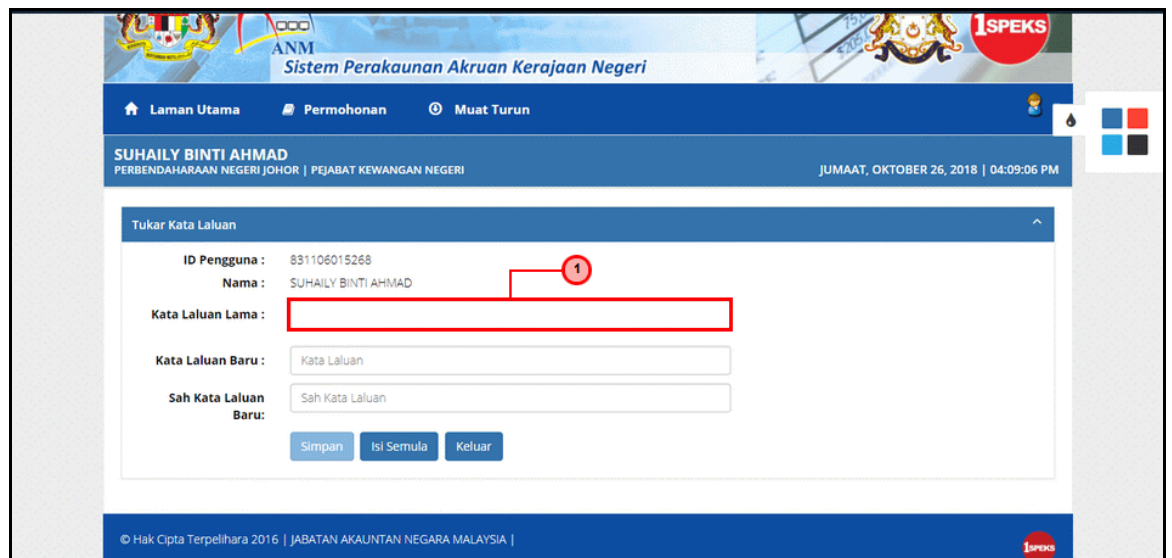 1SPEKS
ANM
Sistem Perakaunan Akruan Kerajaan Negeri
Laman Utama Permohonan Muat Turun
SUHAILY BINTI AHMAD
PERBENDAHARAAN NEGERI JOHOR | PEJABAT KEWANGAN NEGERI JUMAAT, OKTOBER 26, 2018 | 04:09:06 PM
Tukar Kata Laluan
ID Pengguna : 831106015268
1
Nama : SUHAILY BINTI AHMAD
Kata Laluan Lama :
Kata Laluan Baru : Kata Laluan
Sah Kata Laluan Sah Kata Laluan
Baru:
Simpan Isi Semula Keluar
© Hak Cipta Terpelihara 2016 | JABATAN AKAUNTAN NEGARA MALAYSIA |
1SPEKS